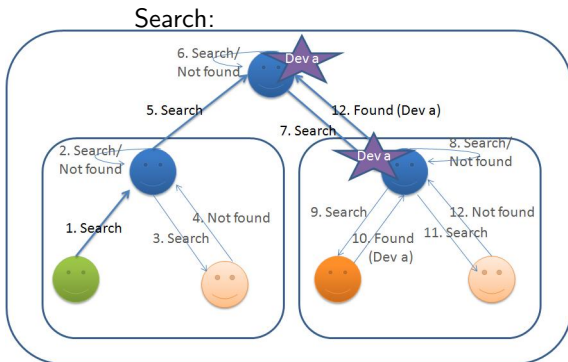 Search:
6. Search/
Not found
Dev a
5. Search
12. Found (Dev a)
7. Search
2. Search/
Not found
Dev a
8. Search/
Not found
1. Search
4. Not found
3. Search
9. Search
10. Found
(Dev a)
12. Not found
11. Search